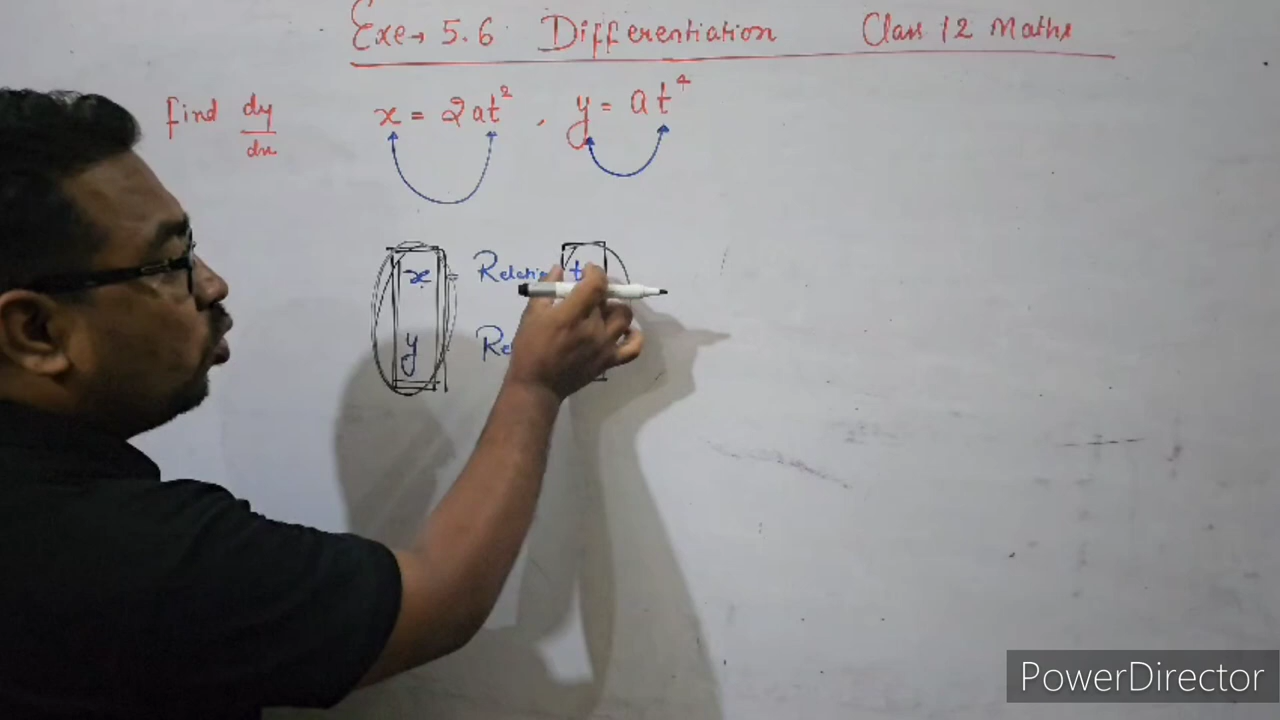 Exe→ 5.6 Differentiation Class 12 Maths
Find dy/dx x = 2at², y = at⁴
x = t
y
PowerDirector